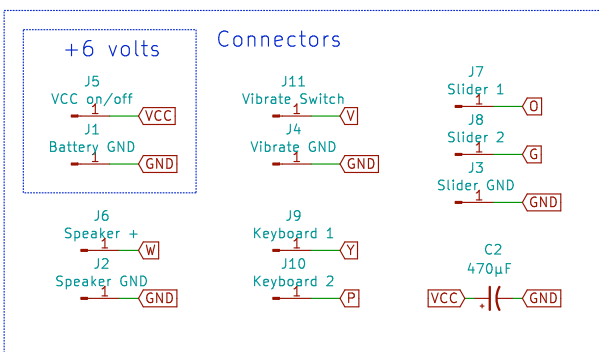 Connectors
+6 volts
J5
VCC on/off
1
VCC
J1
Battery GND
1
GND
J11
Vibrate Switch
1
V
J4
Vibrate GND
1
GND
J7
Slider 1
1
O
J8
Slider 2
1
G
J3
Slider GND
1
GND
J6
Speaker +
1
W
J2
Speaker GND
1
GND
J9
Keyboard 1
1
Y
J10
Keyboard 2
1
P
C2
470µF
VCC
+
GND